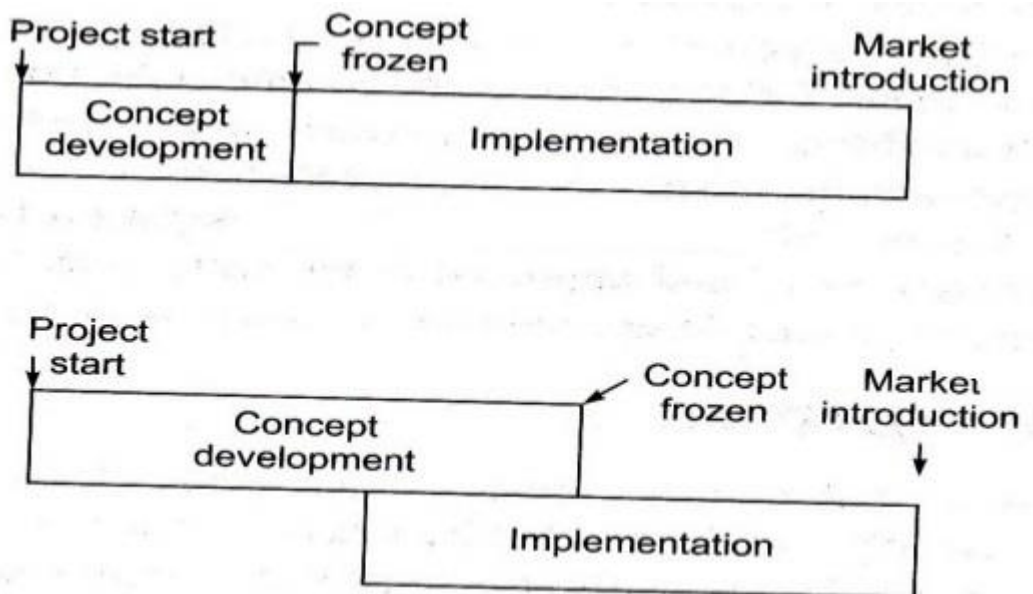 Project start
Concept
frozen
Market
introduction
Concept
development
Implementation
Project
start
Concept
frozen
Market
introduction
Concept
development
Implementation